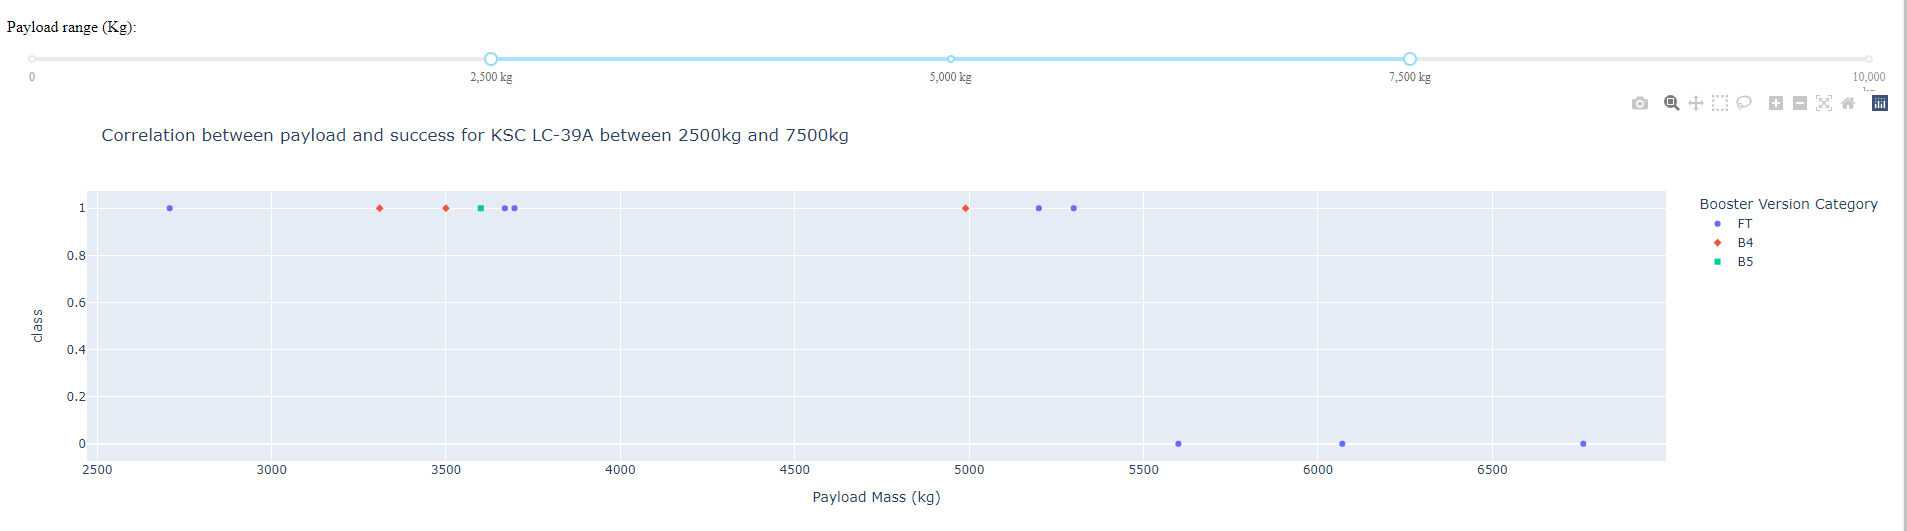 Payload range (Kg):
0 2,500 kg 5,000 kg 7,500 kg 10,000
Correlation between payload and success for KSC LC-39A between 2500kg and 7500kg
Booster Version Category
FT
B4
B5
1
0.8
0.6
0.4
0.2
0
class
2500 3000 3500 4000 4500 5000 5500 6000 6500
Payload Mass (kg)